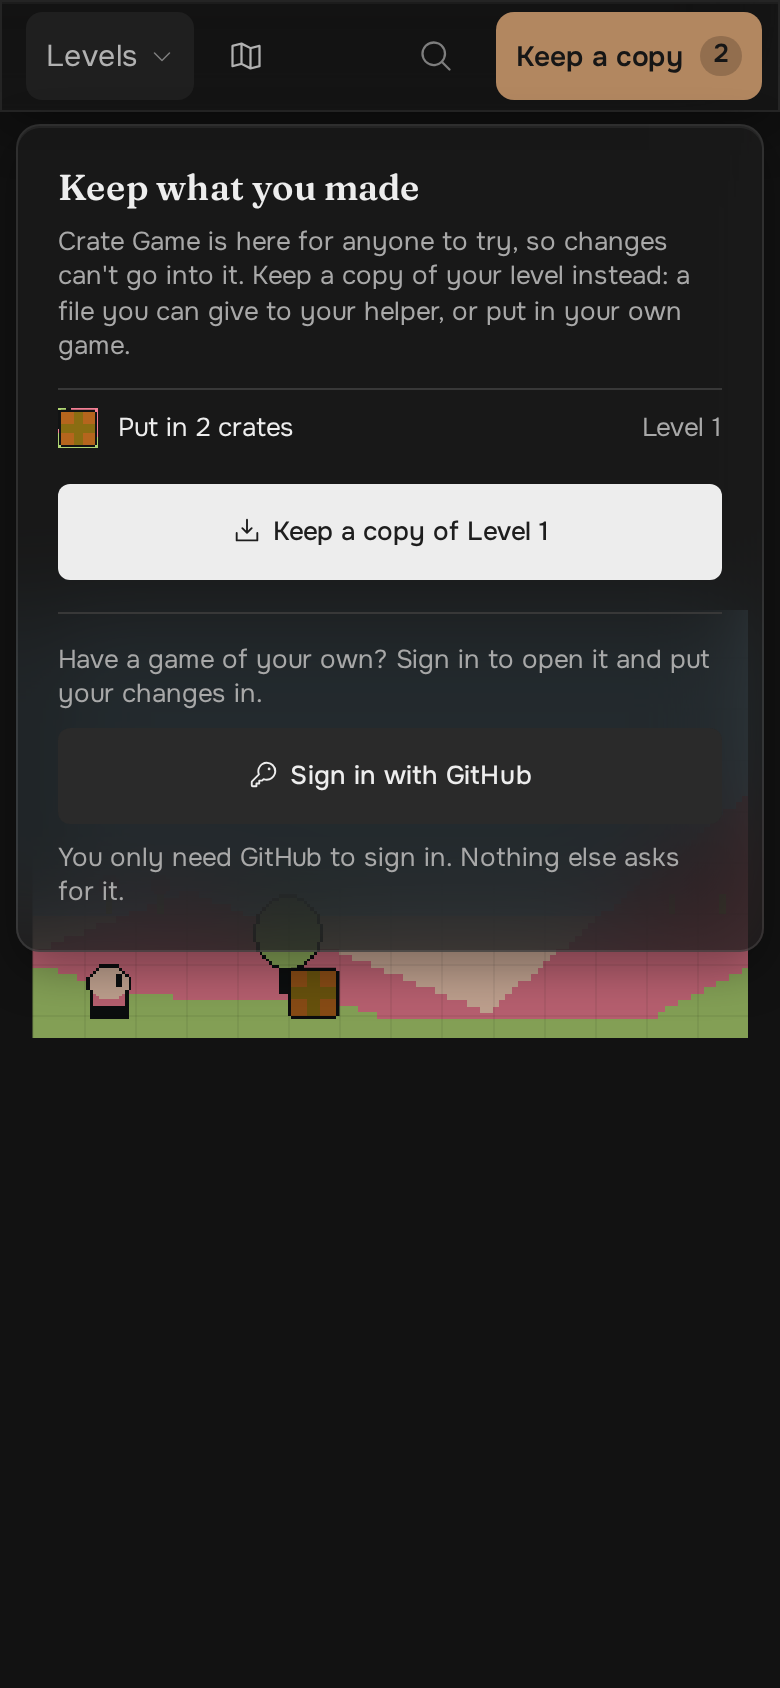 Levels
Keep a copy 2
Keep what you made
Crate Game is here for anyone to try, so changes
can't go into it. Keep a copy of your level instead: a
file you can give to your helper, or put in your own
game.
Put in 2 crates
Level 1
Keep a copy of Level 1
Have a game of your own? Sign in to open it and put
your changes in.
Sign in with GitHub
You only need GitHub to sign in. Nothing else asks
for it.